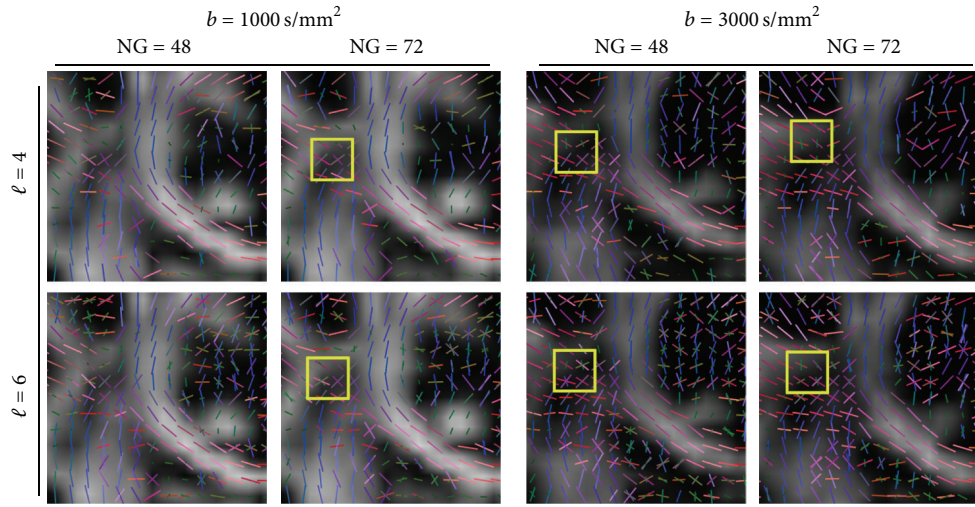 b = 1000 s/mm² b = 3000 s/mm²
NG = 48 NG = 72 NG = 48 NG = 72
ℓ = 4
ℓ = 6